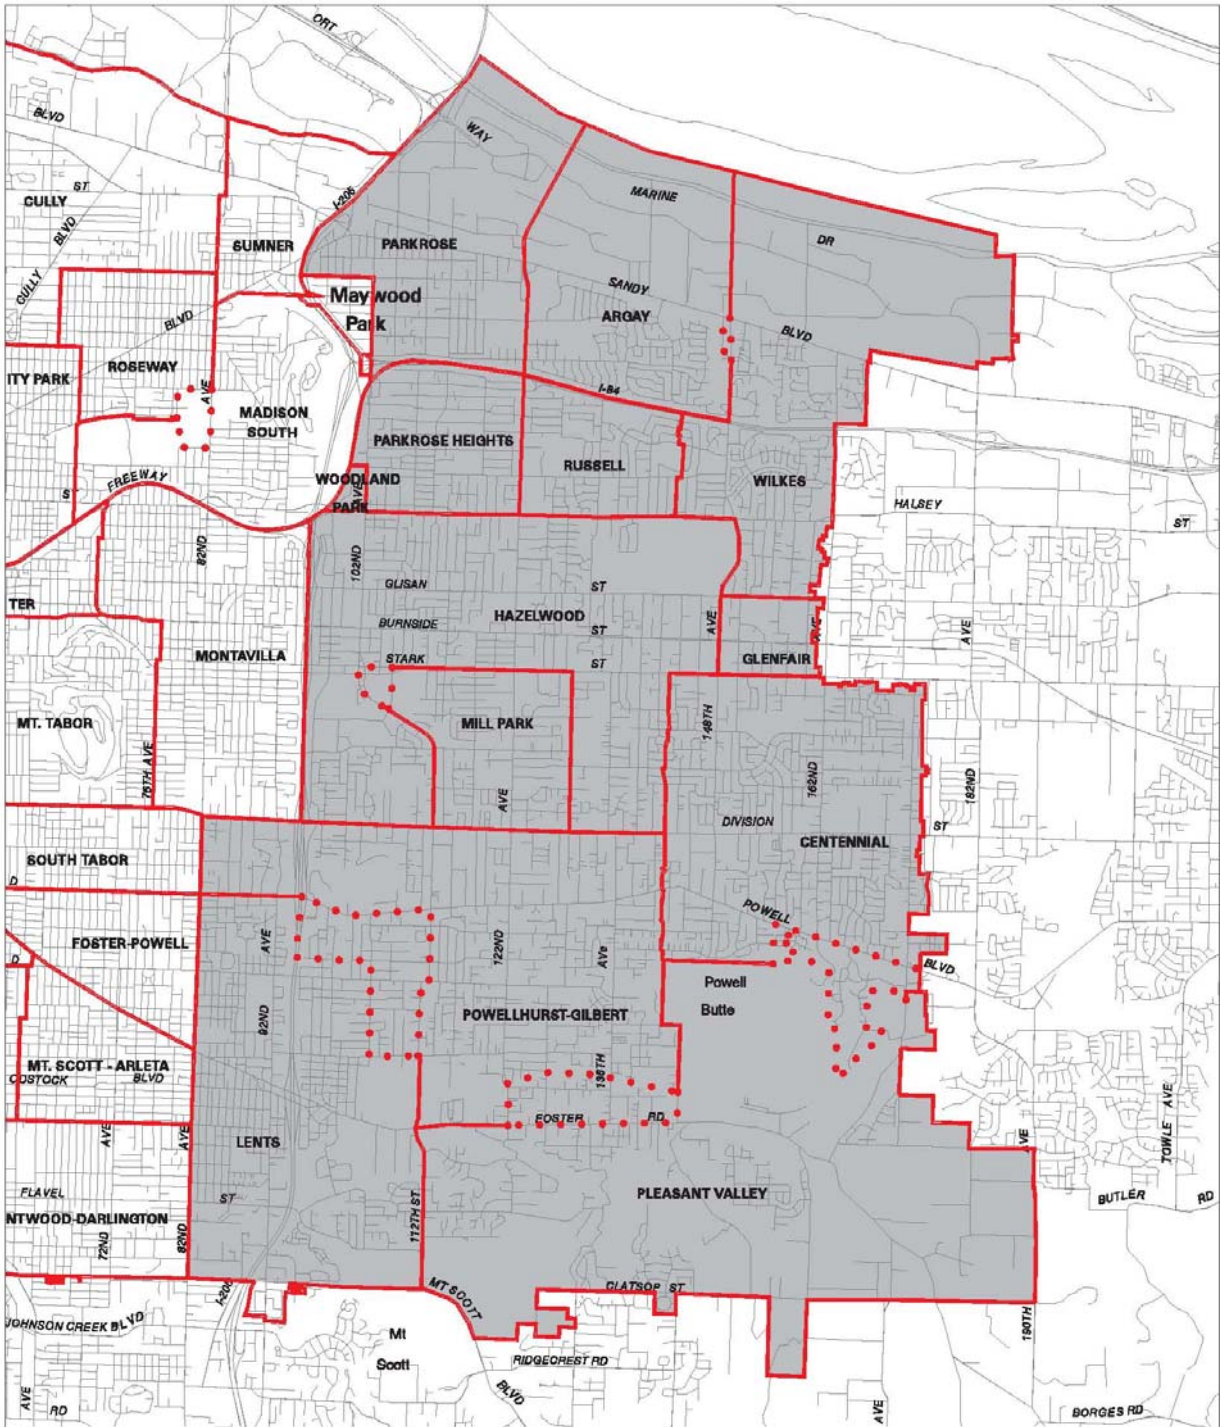 ORT
BLVD
WAY
ST
CULLY
I-205
MARINE
BLVD
SUMNER
PARKROSE
DR
CULLY
SANDY
Maywood
Park
ARGAY
BLVD
BLVD
ROSEWAY
ITY PARK
AVE
I-84
MADISON
SOUTH
PARKROSE HEIGHTS
RUSSELL
WILKES
FREEWAY
WOODLAND
PARK
AVE
ST
HALSEY
ST
82ND
102ND
GLISAN
ST
TER
HAZELWOOD
AVE
BURNSIDE
ST
AVE
AVE
MONTAVILLA
STARK
ST
GLENFAIR
MT. TABOR
MILL PARK
148TH
76TH AVE
AVE
162ND
182ND
DIVISION
ST
CENTENNIAL
SOUTH TABOR
D
POWELL
FOSTER-POWELL
AVE
122ND
AVe
D
BLVD
Powell
Butte
92ND
POWELLHURST-GILBERT
MT. SCOTT - ARLETA
COSTOCK
BLVD
136TH
FOSTER
RD
TOWLE AVE
AVE
AVE
LENTS
AVE
FLAVEL
ST
112TH ST
PLEASANT VALLEY
BUTLER
RD
NTWOOD-DARLINGTON
72ND
82ND
I-205
MT SCOTT
CLATSOP ST
JOHNSON CREEK BLVD
Mt
Scott
190TH
RIDGECREST RD
BLVD
AVE
RD
AVE
BORGES RD